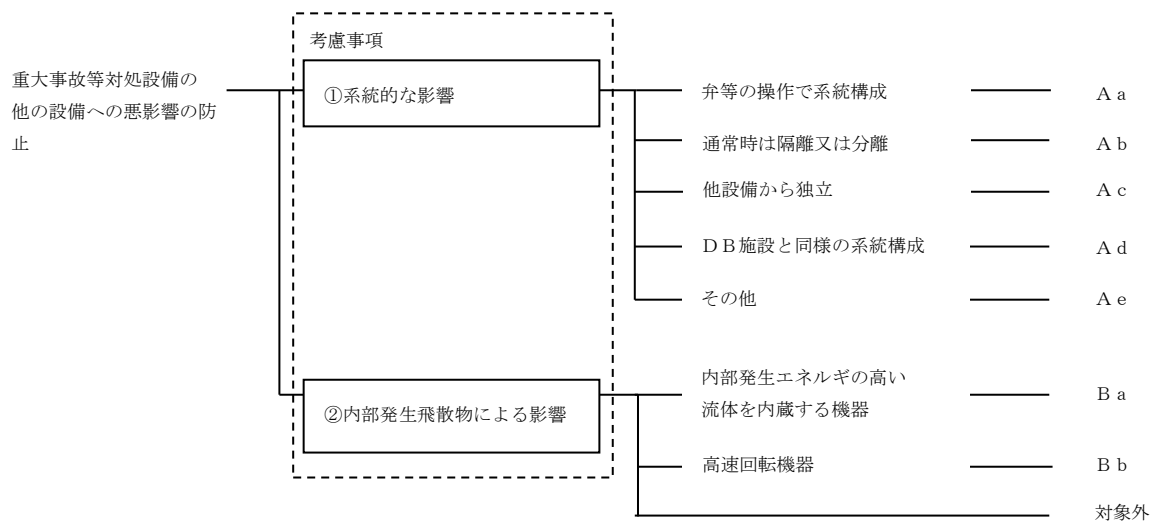 考慮事項
重大事故等対処設備の
他の設備への悪影響の防
止
①系統的な影響
弁等の操作で系統構成
Ａａ
通常時は隔離又は分離
Ａｂ
他設備から独立
Ａｃ
ＤＢ施設と同様の系統構成
Ａｄ
その他
Ａｅ
②内部発生飛散物による影響
内部発生エネルギの高い
流体を内蔵する機器
Ｂａ
高速回転機器
Ｂｂ
対象外